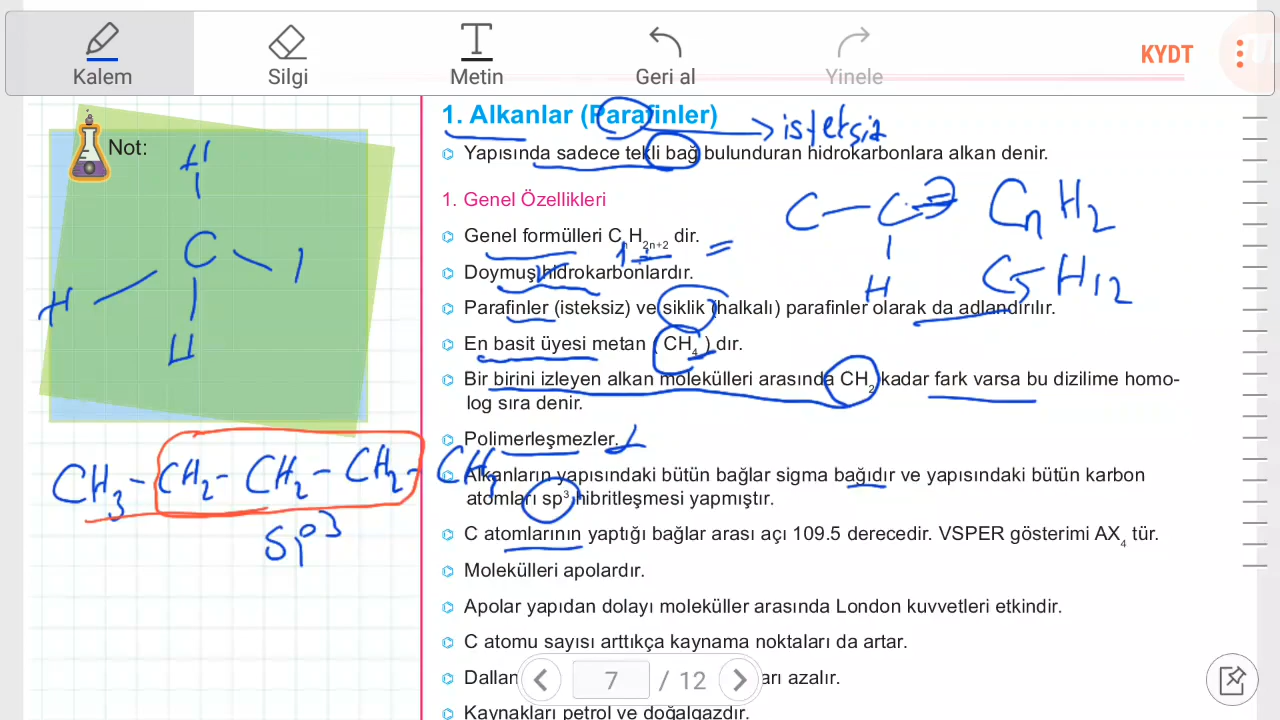 Kalem
Silgi
Metin
Geri al
Yinele
KYDT
Not:
H
C
H
H
CH3 - CH2 - CH2 - CH2 - CH3
sp3
1. Alkanlar (Parafinler)
istetsiz
Yapısında sadece tekli bağ bulunduran hidrokarbonlara alkan denir.
1. Genel Özellikleri
Genel formülleri CnH2n+2 dir.
=
C - C
H
CnH2
C5H12
Doymuş hidrokarbonlardır.
Parafinler (isteksiz) ve siklik (halkalı) parafinler olarak da adlandırılır.
En basit üyesi metan (CH4) dır.
Bir birini izleyen alkan molekülleri arasında CH2 kadar fark varsa bu dizilime homo-
log sıra denir.
Polimerleşmezler.
Alkanların yapısındaki bütün bağlar sigma bağıdır ve yapısındaki bütün karbon
atomları sp3 hibritleşmesi yapmıştır.
C atomlarının yaptığı bağlar arası açı 109.5 derecedir. VSPER gösterimi AX4 tür.
Molekülleri apolardır.
Apolar yapıdan dolayı moleküller arasında London kuvvetleri etkindir.
C atomu sayısı arttıkça kaynama noktaları da artar.
Dallan arı azalır.
7 / 12
Kaynakları petrol ve doğalgazdır.